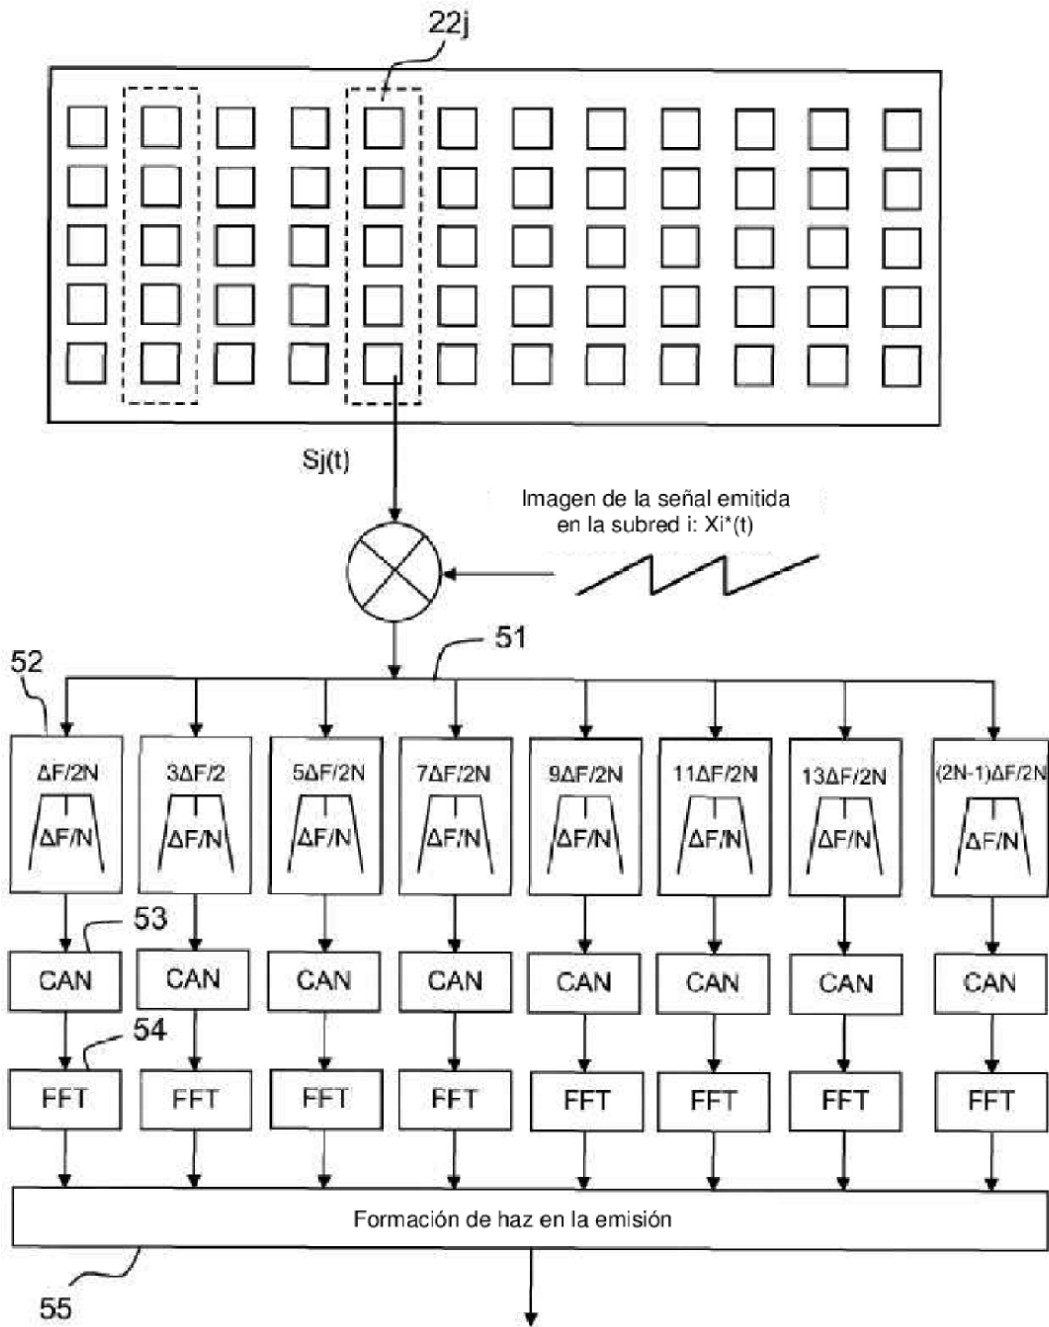 22j
Sj(t)
Imagen de la señal emitida
en la subred i: Xi*(t)
51
52
ΔF/2N 3ΔF/2 5ΔF/2N 7ΔF/2N 9ΔF/2N 11ΔF/2N 13ΔF/2N (2N-1)ΔF/2N
ΔF/N ΔF/N ΔF/N ΔF/N ΔF/N ΔF/N ΔF/N ΔF/N
53
CAN CAN CAN CAN CAN CAN CAN CAN
54
FFT FFT FFT FFT FFT FFT FFT FFT
Formación de haz en la emisión
55